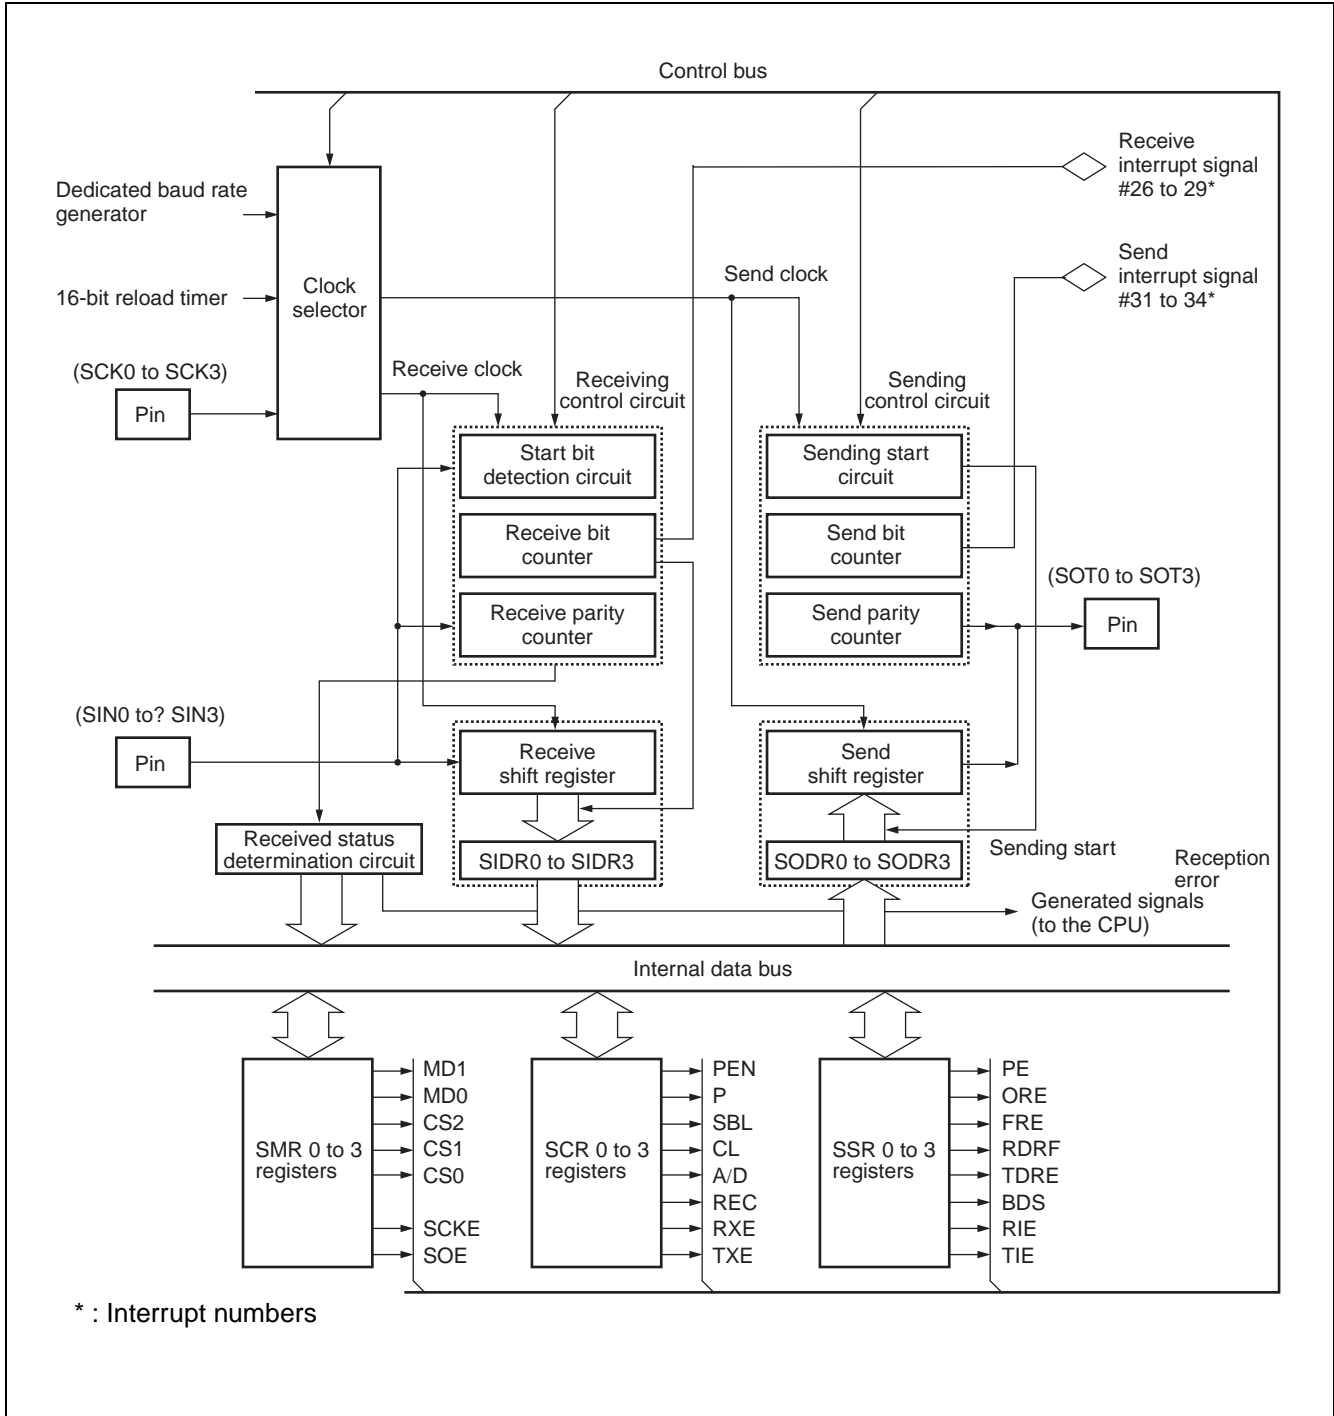 Control bus
Receive
interrupt signal
#26 to 29*
Dedicated baud rate
generator
Send
interrupt signal
#31 to 34*
Send clock
16-bit reload timer
Clock
selector
(SCK0 to SCK3)
Pin
Receive clock
Receiving
control circuit
Sending
control circuit
Start bit
detection circuit
Sending start
circuit
Receive bit
counter
Send bit
counter
(SOT0 to SOT3)
Receive parity
counter
Send parity
counter
Pin
(SIN0 to? SIN3)
Pin
Receive
shift register
Send
shift register
Received status
determination circuit
SIDR0 to SIDR3
SODR0 to SODR3
Sending start
Reception
error
Generated signals
(to the CPU)
Internal data bus
SMR 0 to 3
registers
MD1
MD0
CS2
CS1
CS0
SCKE
SOE
SCR 0 to 3
registers
PEN
P
SBL
CL
A/D
REC
RXE
TXE
SSR 0 to 3
registers
PE
ORE
FRE
RDRF
TDRE
BDS
RIE
TIE
* : Interrupt numbers